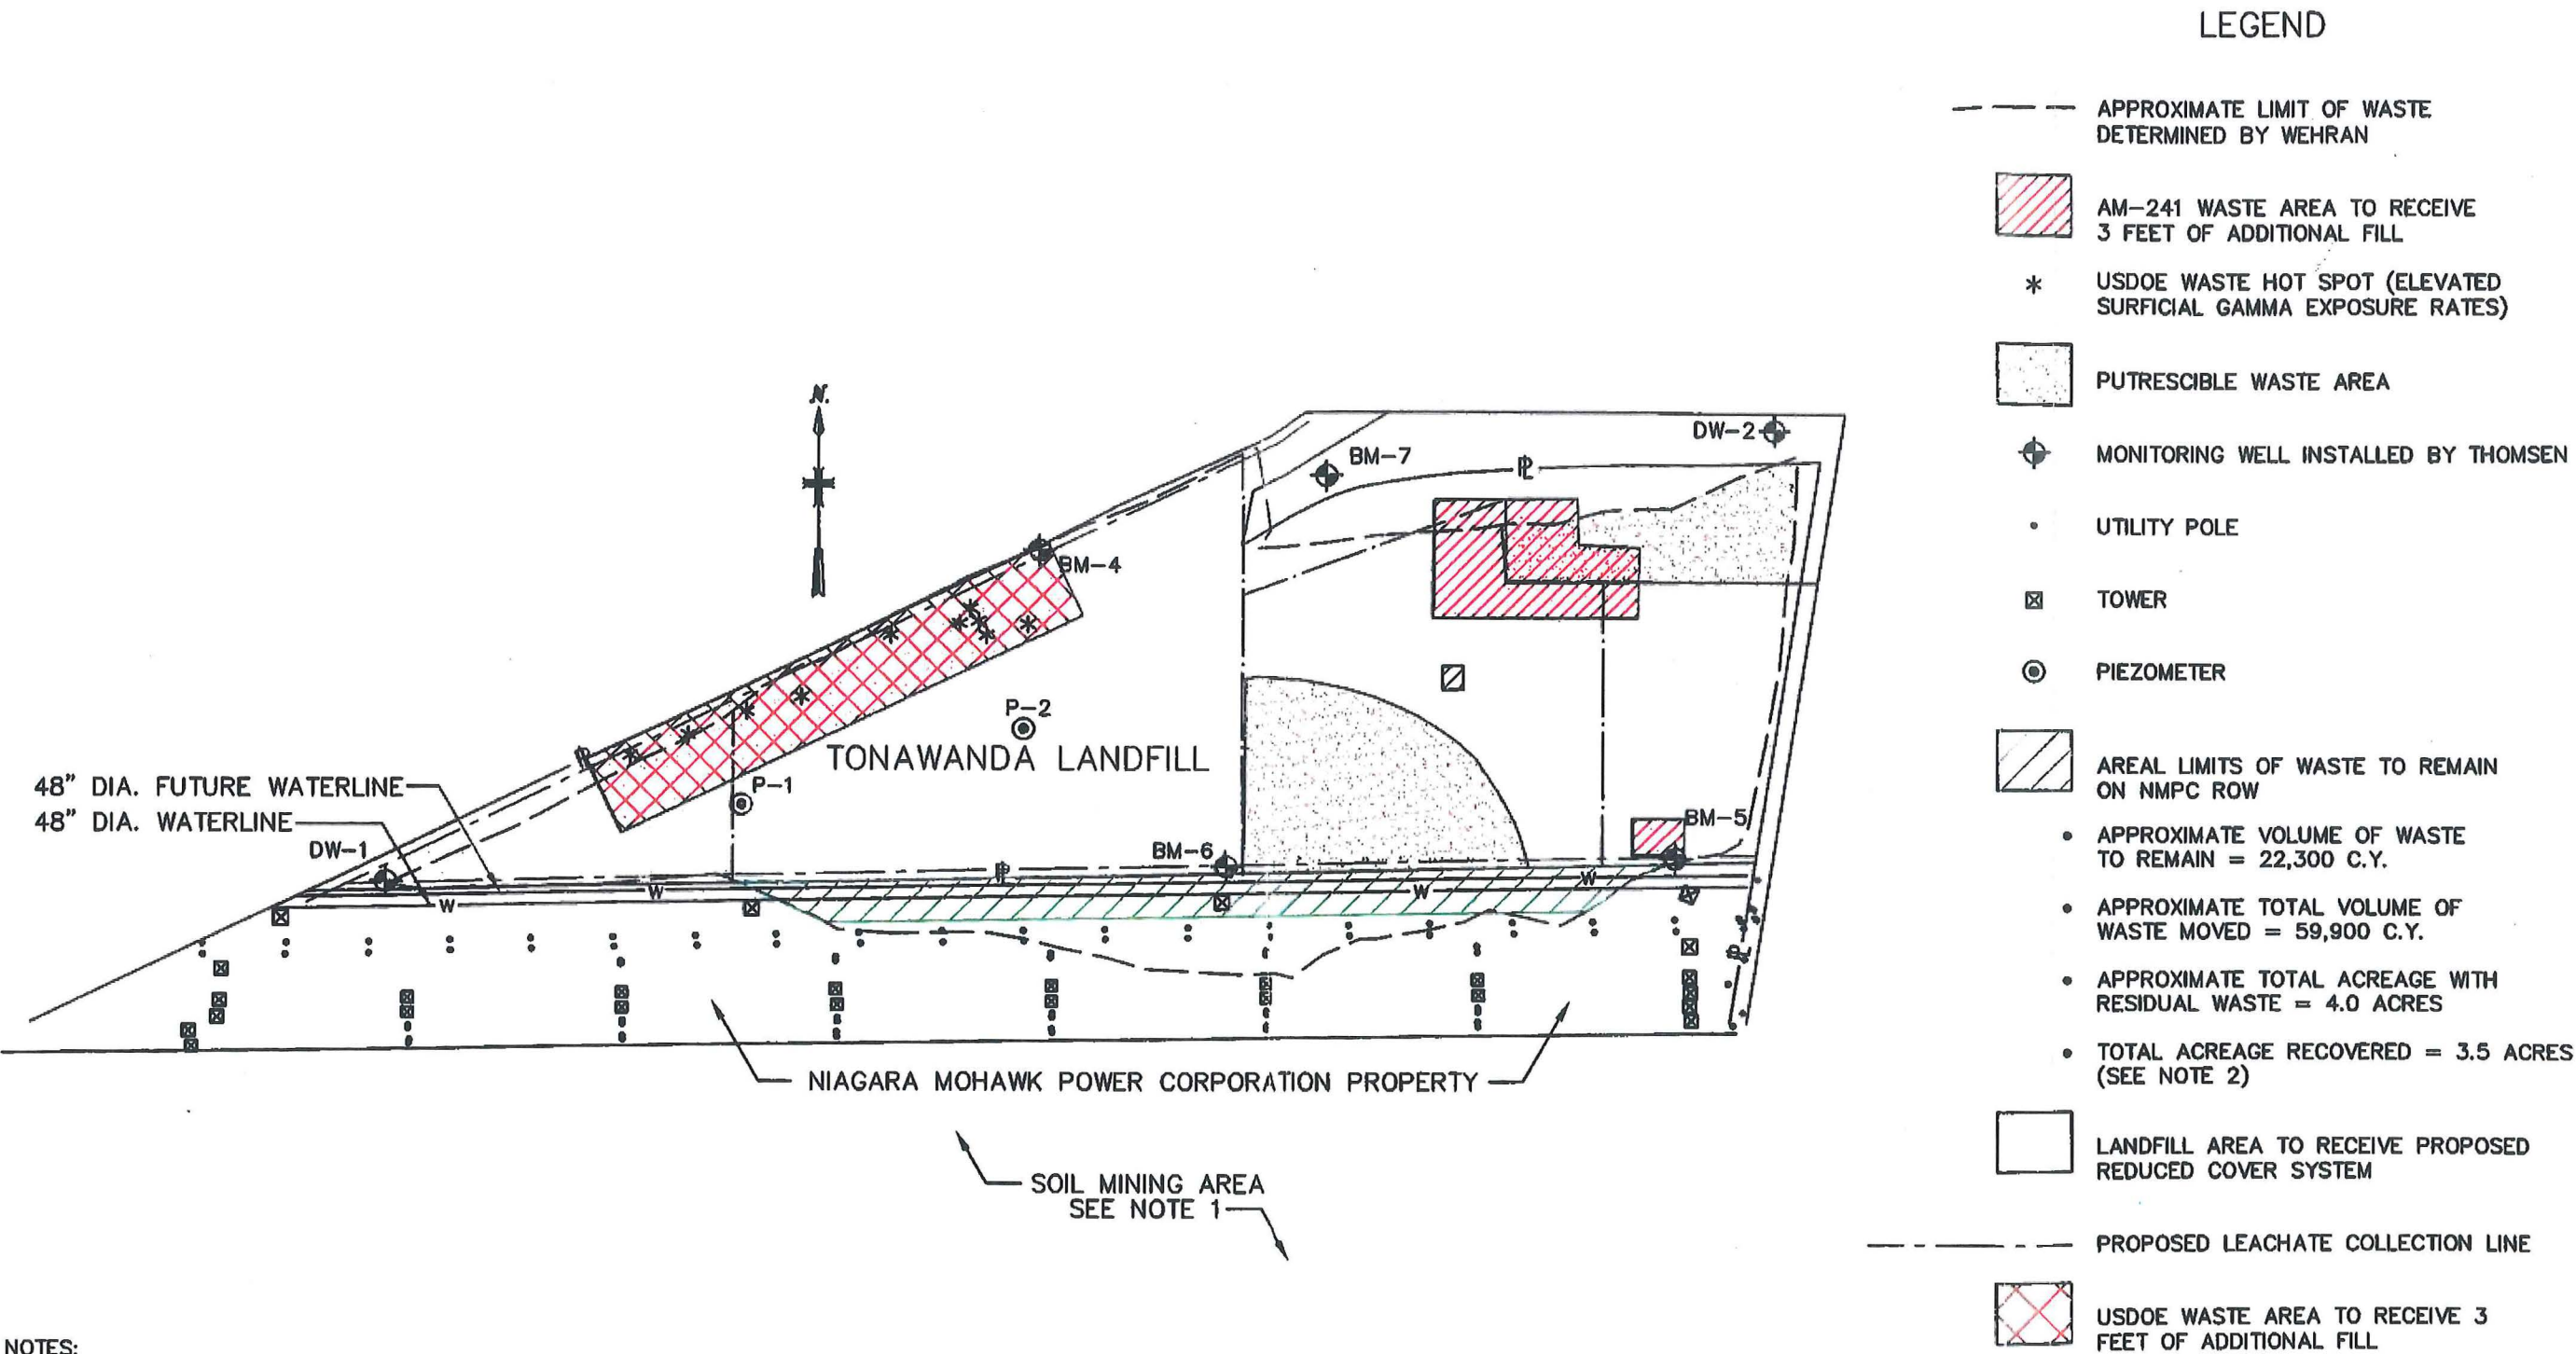 LEGEND
APPROXIMATE LIMIT OF WASTE
DETERMINED BY WEHRAN
AM-241 WASTE AREA TO RECEIVE
3 FEET OF ADDITIONAL FILL
USDOE WASTE HOT SPOT (ELEVATED
SURFICIAL GAMMA EXPOSURE RATES)
PUTRESCIBLE WASTE AREA
MONITORING WELL INSTALLED BY THOMSEN
UTILITY POLE
TOWER
PIEZOMETER
AREAL LIMITS OF WASTE TO REMAIN
ON NMPC ROW
• APPROXIMATE VOLUME OF WASTE
TO REMAIN = 22,300 C.Y.
• APPROXIMATE TOTAL VOLUME OF
WASTE MOVED = 59,900 C.Y.
• APPROXIMATE TOTAL ACREAGE WITH
RESIDUAL WASTE = 4.0 ACRES
• TOTAL ACREAGE RECOVERED = 3.5 ACRES
(SEE NOTE 2)
LANDFILL AREA TO RECEIVE PROPOSED
REDUCED COVER SYSTEM
PROPOSED LEACHATE COLLECTION LINE
USDOE WASTE AREA TO RECEIVE 3
FEET OF ADDITIONAL FILL
N.
DW-2
BM-7
PL
BM-4
P-2
TONAWANDA LANDFILL
P-1
48" DIA. FUTURE WATERLINE
48" DIA. WATERLINE
DW-1
BM-6
BM-5
W
W
W
W
NIAGARA MOHAWK POWER CORPORATION PROPERTY
SOIL MINING AREA
SEE NOTE 1
NOTES: